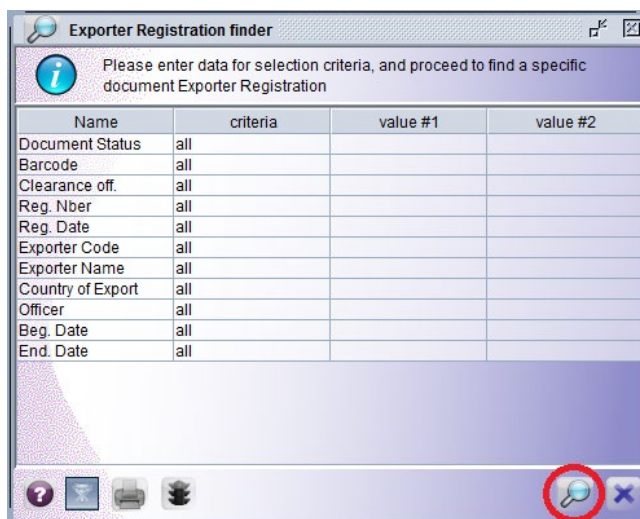 Exporter Registration finder
Please enter data for selection criteria, and proceed to find a specific
document Exporter Registration
Name criteria value #1 value #2
Document Status all
Barcode all
Clearance off. all
Reg. Nber all
Reg. Date all
Exporter Code all
Exporter Name all
Country of Export all
Officer all
Beg. Date all
End. Date all